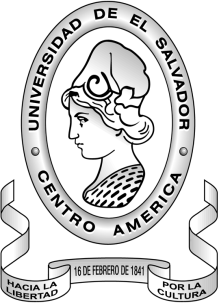 UNIVERSIDAD DE EL SALVADOR
CENTRO AMERICA
HACIA LA
LIBERTAD
16 DE FEBRERO DE 1841
POR LA
CULTURA